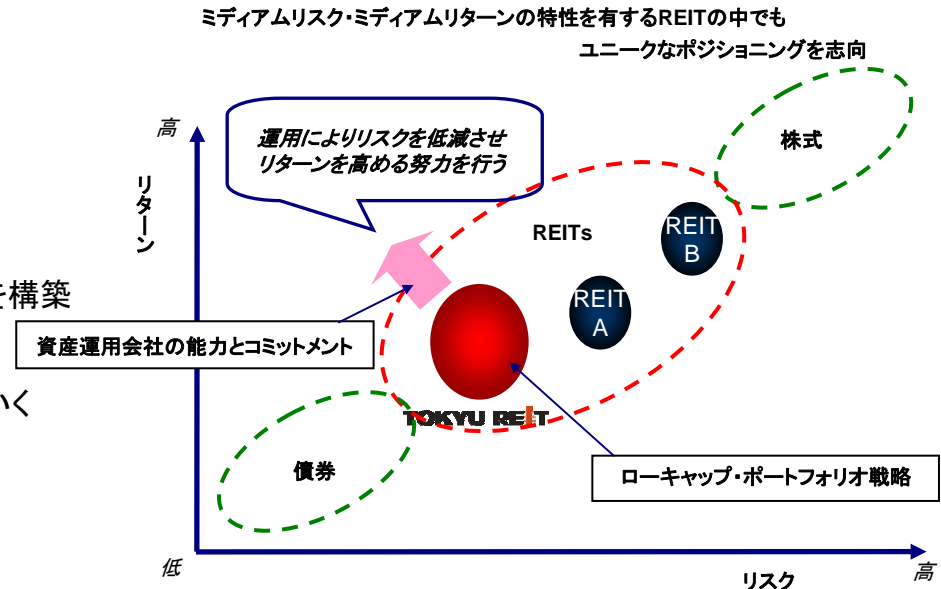 ミディアムリスク・ミディアムリターンの特性を有するREITの中でも
ユニークなポジショニングを志向
高
リターン
運用によりリスクを低減させ
リターンを高める努力を行う
株式
REITs
REIT
B
REIT
A
を構築
資産運用会社の能力とコミットメント
いく
TOKYU REIT
債券
ローキャップ・ポートフォリオ戦略
低
リスク
高